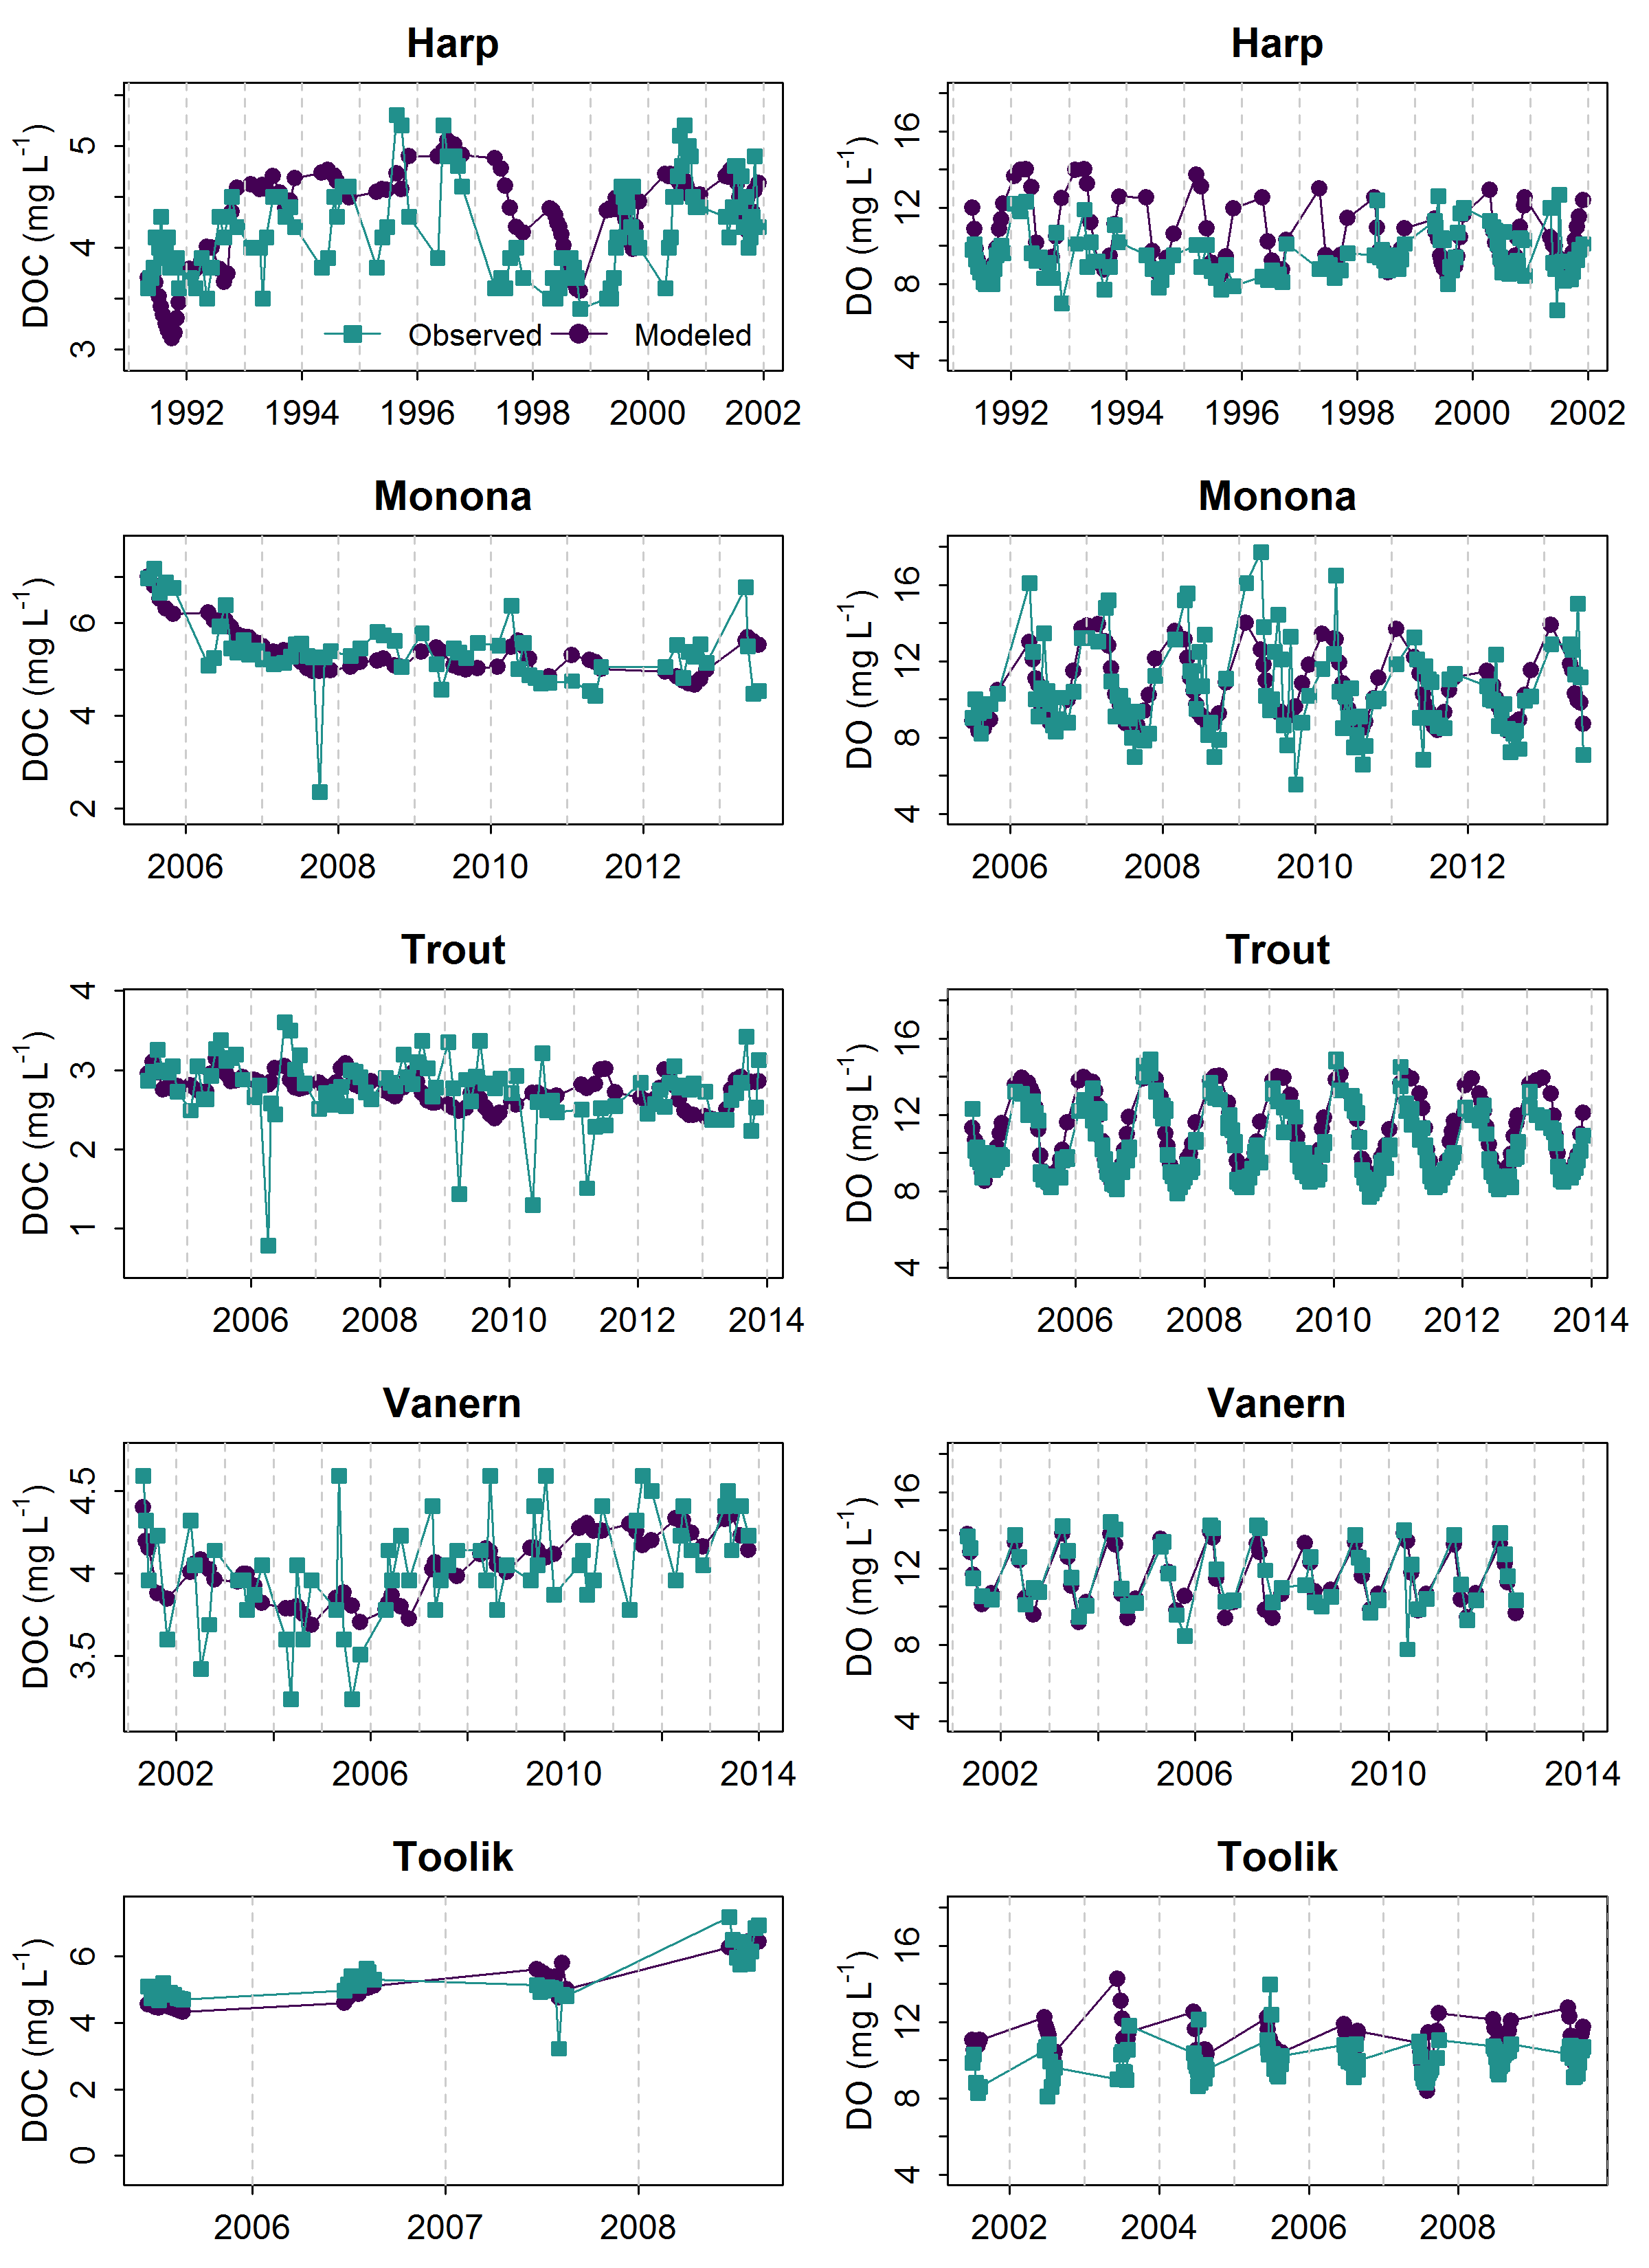 Harp
DOC (mg L-1)
5
4
3
Observed Modeled
1992 1994 1996 1998 2000 2002
Harp
DO (mg L-1)
16
12
8
4
1992 1994 1996 1998 2000 2002
Monona
DOC (mg L-1)
6
4
2
2006 2008 2010 2012
Monona
DO (mg L-1)
16
12
8
4
2006 2008 2010 2012
Trout
DOC (mg L-1)
4
3
2
1
2006 2008 2010 2012 2014
Trout
DO (mg L-1)
16
12
8
4
2006 2008 2010 2012 2014
Vanern
DOC (mg L-1)
4.5
4
3.5
2002 2006 2010 2014
Vanern
DO (mg L-1)
16
12
8
4
2002 2006 2010 2014
Toolik
DOC (mg L-1)
6
4
2
0
2006 2007 2008
Toolik
DO (mg L-1)
16
12
8
4
2002 2004 2006 2008